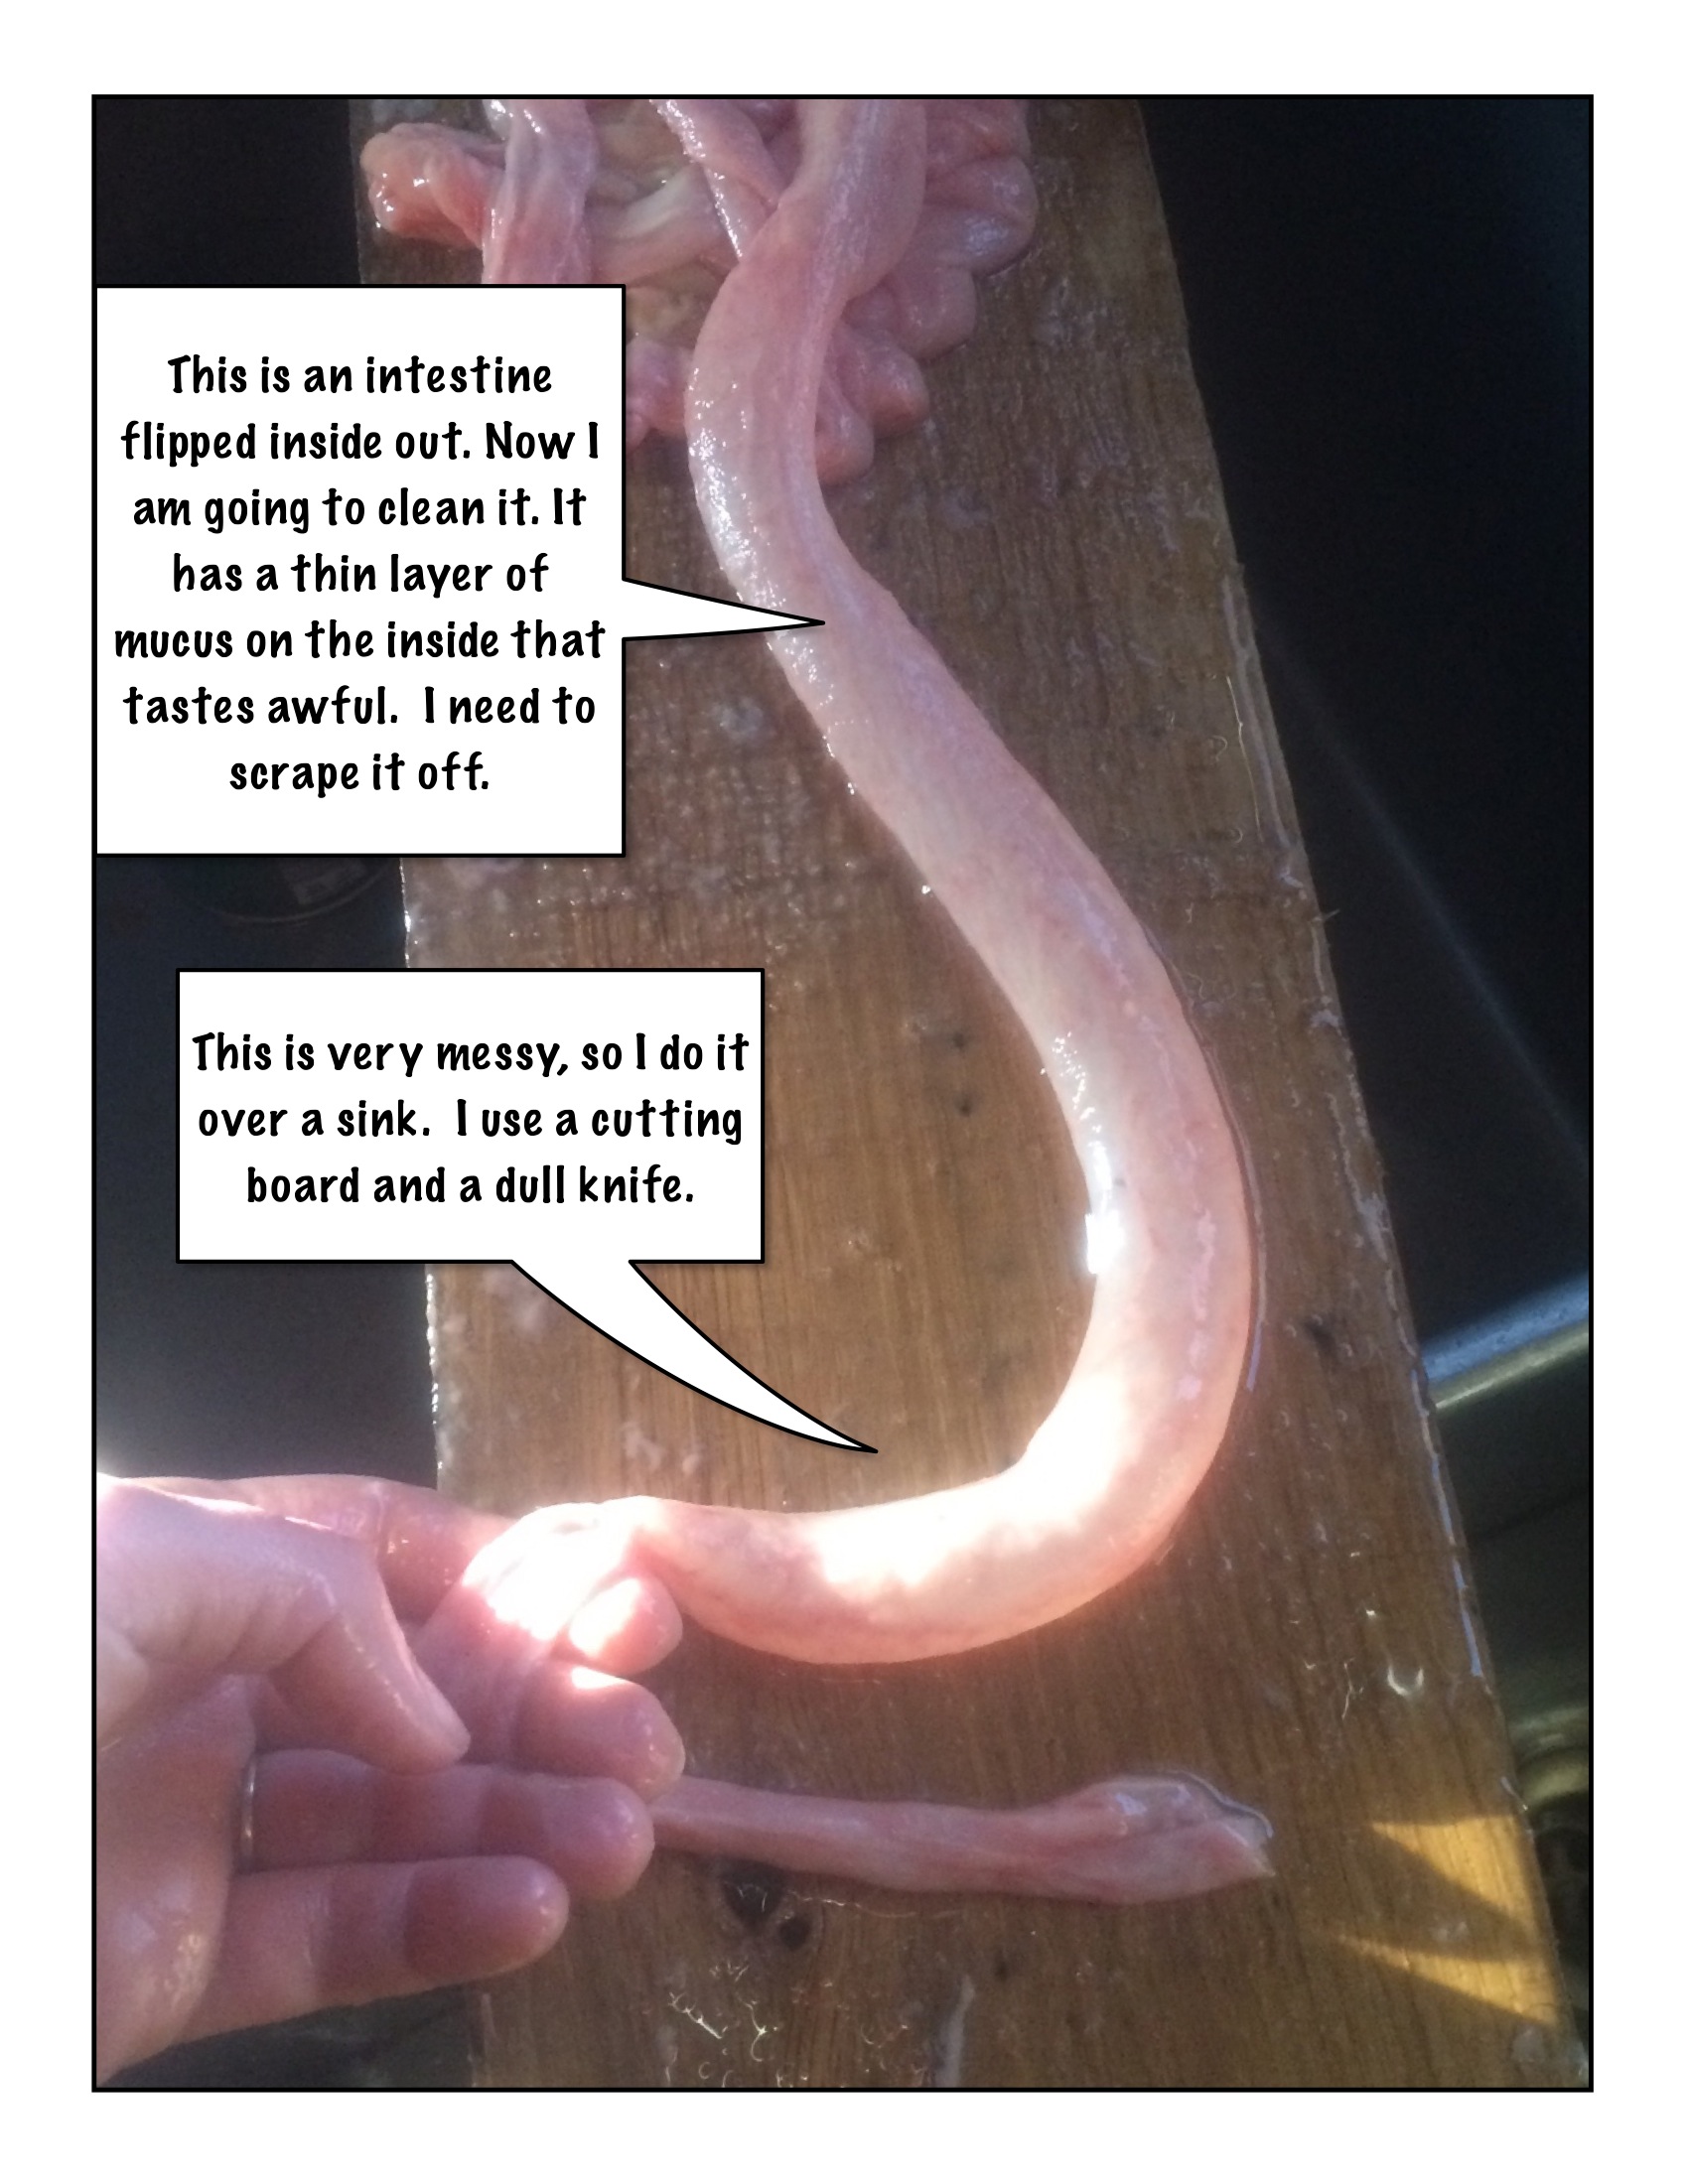 This is an intestine
flipped inside out. Now I
am going to clean it. It
has a thin layer of
mucus on the inside that
tastes awful.  I need to
scrape it off.
This is very messy, so I do it
over a sink.  I use a cutting
board and a dull knife.